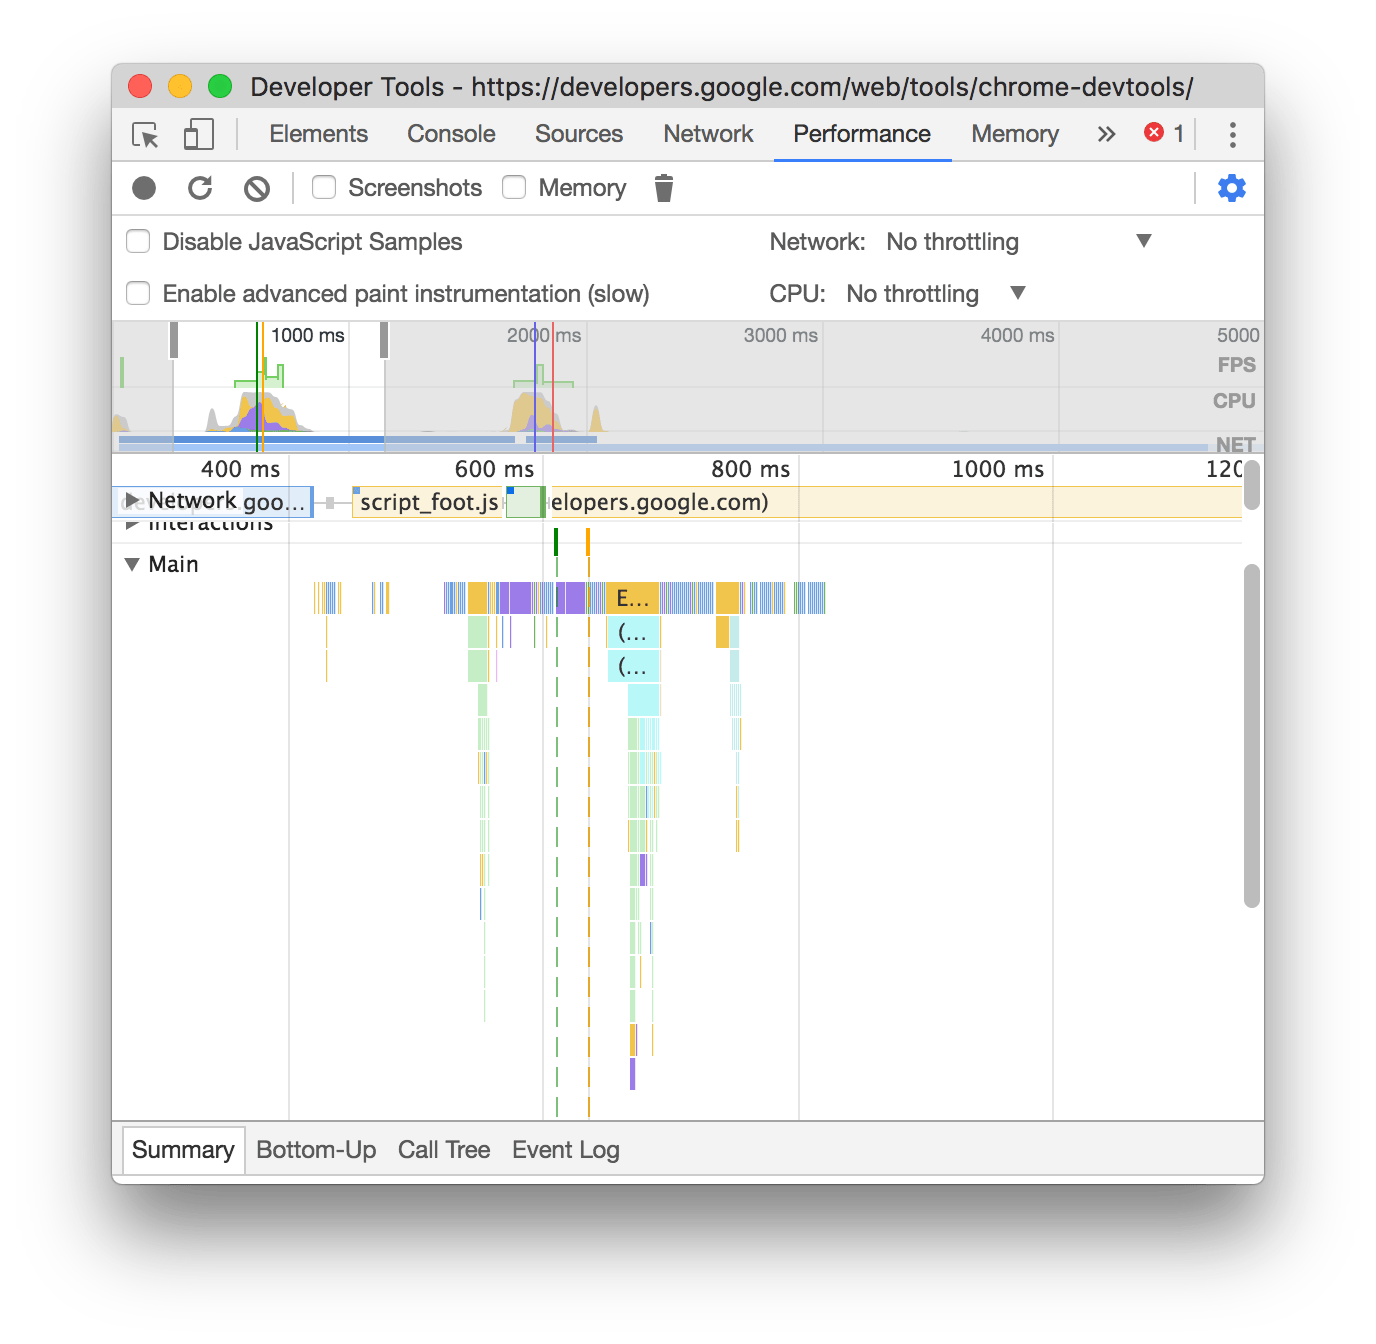 Developer Tools - https://developers.google.com/web/tools/chrome-devtools/
Elements Console Sources Network Performance Memory » 1
Screenshots Memory
Disable JavaScript Samples Network: No throttling
Enable advanced paint instrumentation (slow) CPU: No throttling
1000 ms 2000 ms 3000 ms 4000 ms 5000
FPS
CPU
NET
400 ms 600 ms 800 ms 1000 ms 120
Network goo... script_foot.js elopers.google.com)
Interactions
Main
E...
(...
(...
Summary Bottom-Up Call Tree Event Log